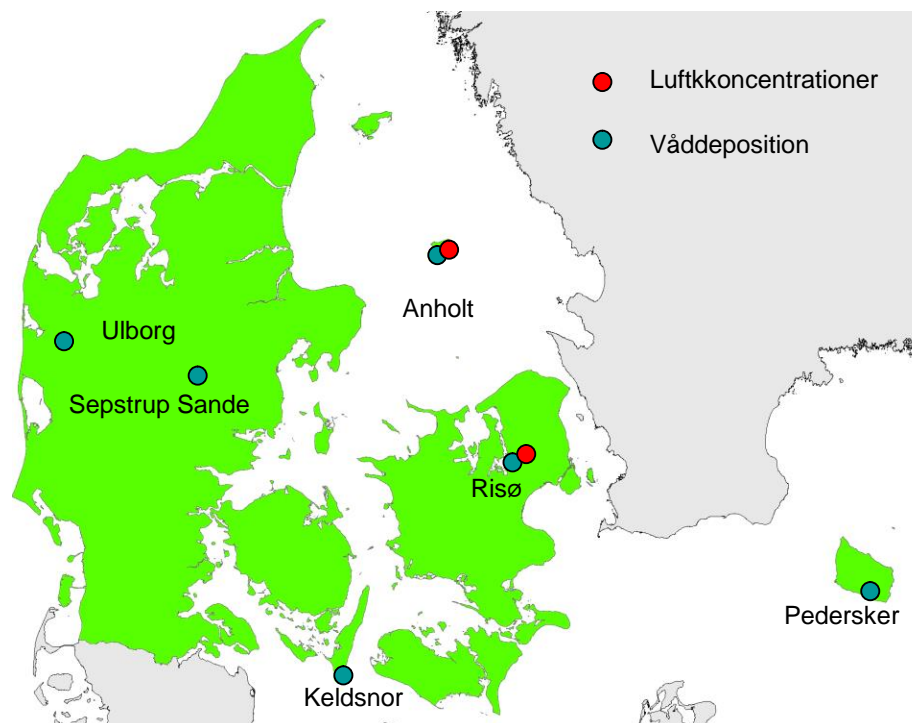 Luftkkoncentrationer
Våddeposition
Anholt
Ulborg
Sepstrup Sande
Risø
Pedersker
Keldsnor